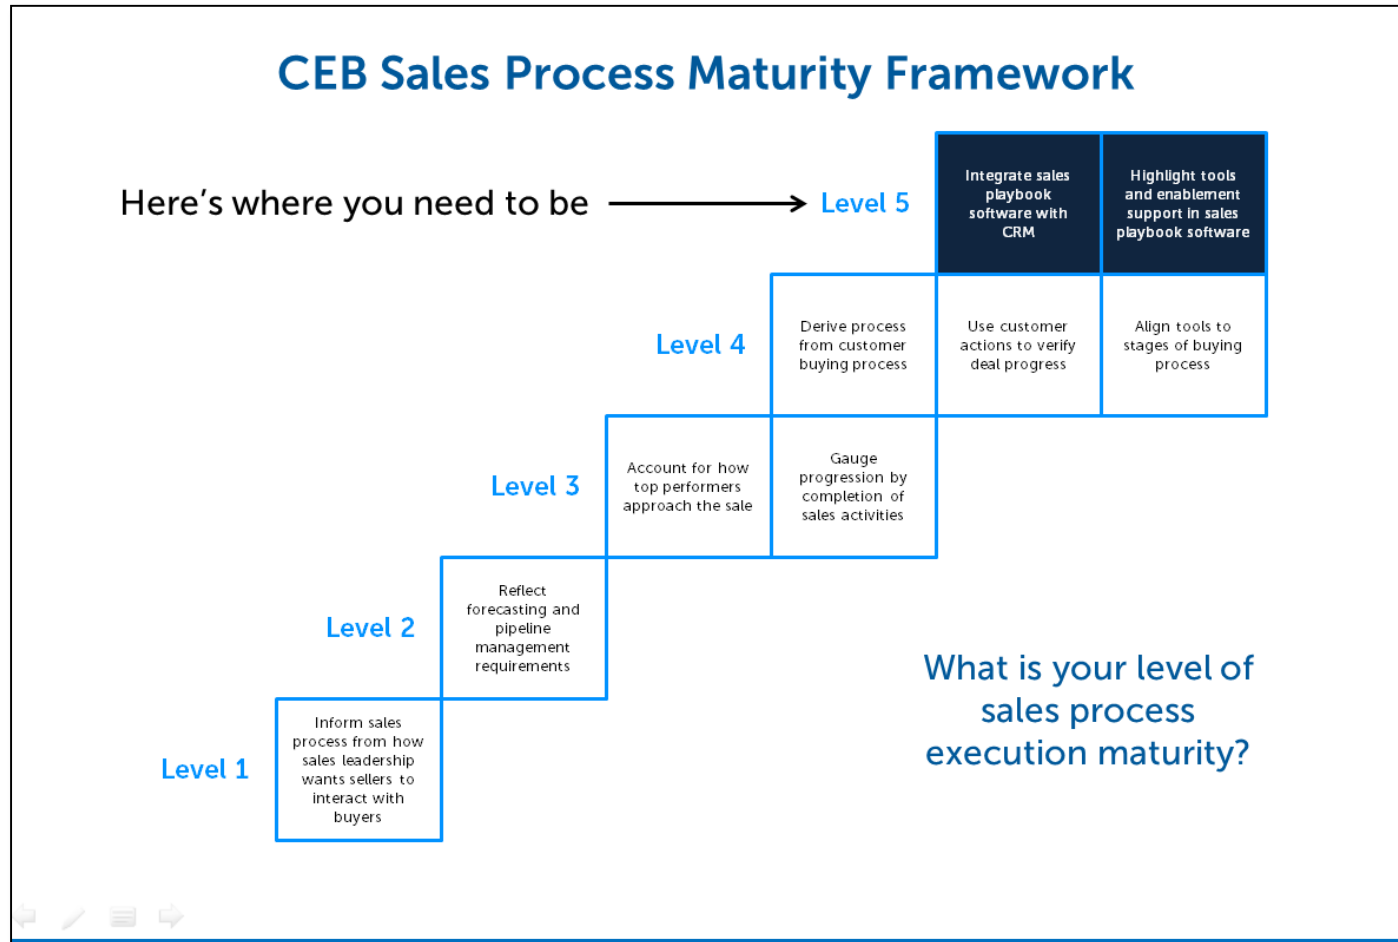 CEB Sales Process Maturity Framework
Here's where you need to be
Level 5
Integrate sales
playbook
software with
CRM
Highlight tools
and enablement
support in sales
playbook software
Level 4
Derive process
from customer
buying process
Use customer
actions to verify
deal progress
Align tools to
stages of buying
process
Level 3
Account for how
top performers
approach the sale
Gauge
progression by
completion of
sales activities
Level 2
Reflect
forecasting and
pipeline
management
requirements
Level 1
Inform sales
process from how
sales leadership
wants sellers to
interact with
buyers
What is your level of
sales process
execution maturity?